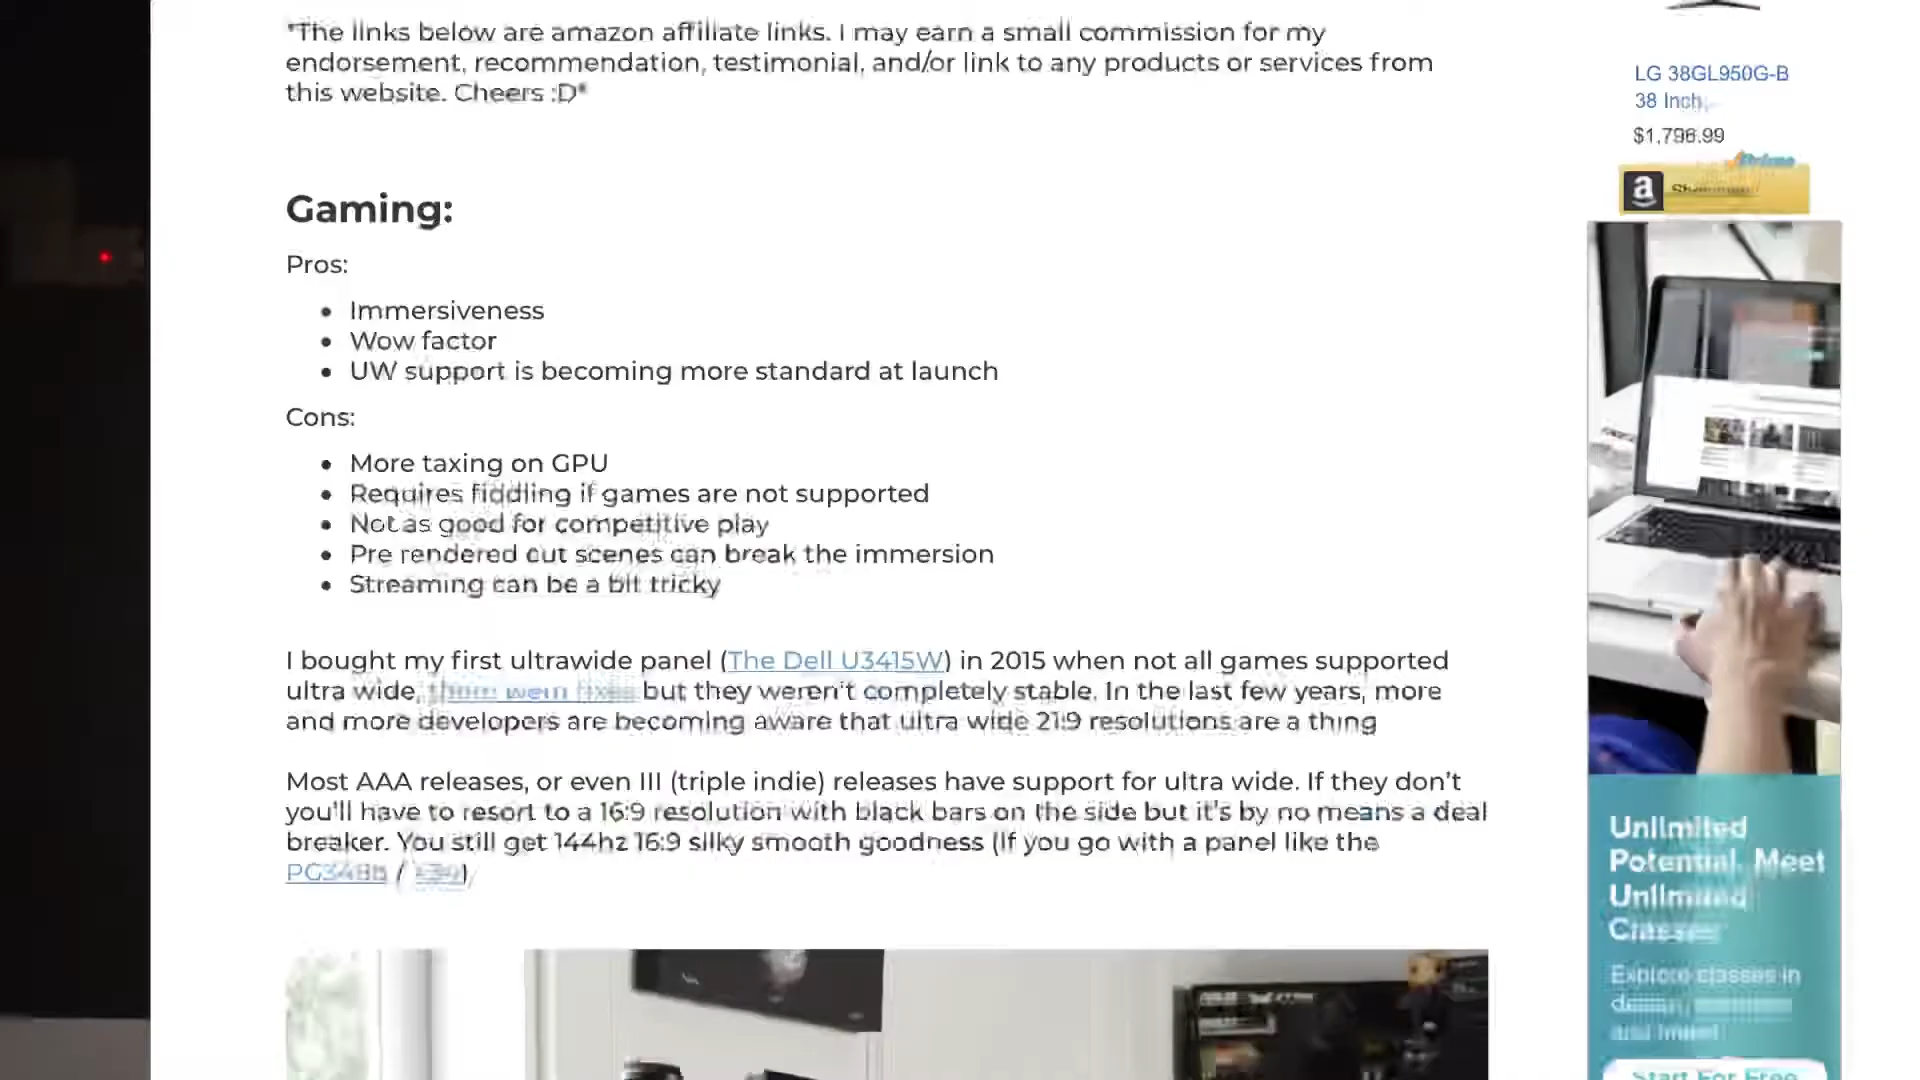 *The links below are amazon affiliate links. I may earn a small commission for my
endorsement, recommendation, testimonial, and/or link to any products or services from
this website. Cheers :D*
Gaming:
Pros:
Immersiveness
Wow factor
UW support is becoming more standard at launch
Cons:
More taxing on GPU
Requires fiddling if games are not supported
Not as good for competitive play
Pre rendered cut scenes can break the immersion
Streaming can be a bit tricky
I bought my first ultrawide panel (The Dell U3415W) in 2015 when not all games supported
ultra wide, but they weren't completely stable. In the last few years, more
and more developers are becoming aware that ultra wide 21:9 resolutions are a thing
Most AAA releases, or even III (triple indie) releases have support for ultra wide. If they don't
you'll have to resort to a 16:9 resolution with black bars on the side but it's by no means a deal
breaker. You still get 144hz 16:9 silky smooth goodness (If you go with a panel like the
LG 38GL950G-B
38 Inch,
$1,796.99
Prime
a
Unlimited
Potential. Meet
Unlimited
Classes
Explore classes in
and more!
Start For Free